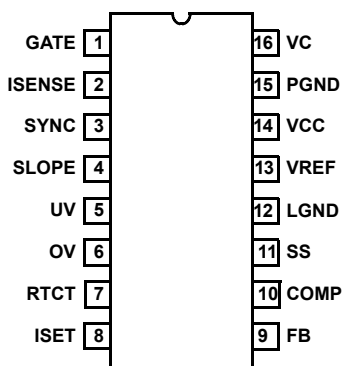 GATE 1 16 VC
ISENSE 2 15 PGND
SYNC 3 14 VCC
SLOPE 4 13 VREF
UV 5 12 LGND
OV 6 11 SS
RTCT 7 10 COMP
ISET 8 9 FB